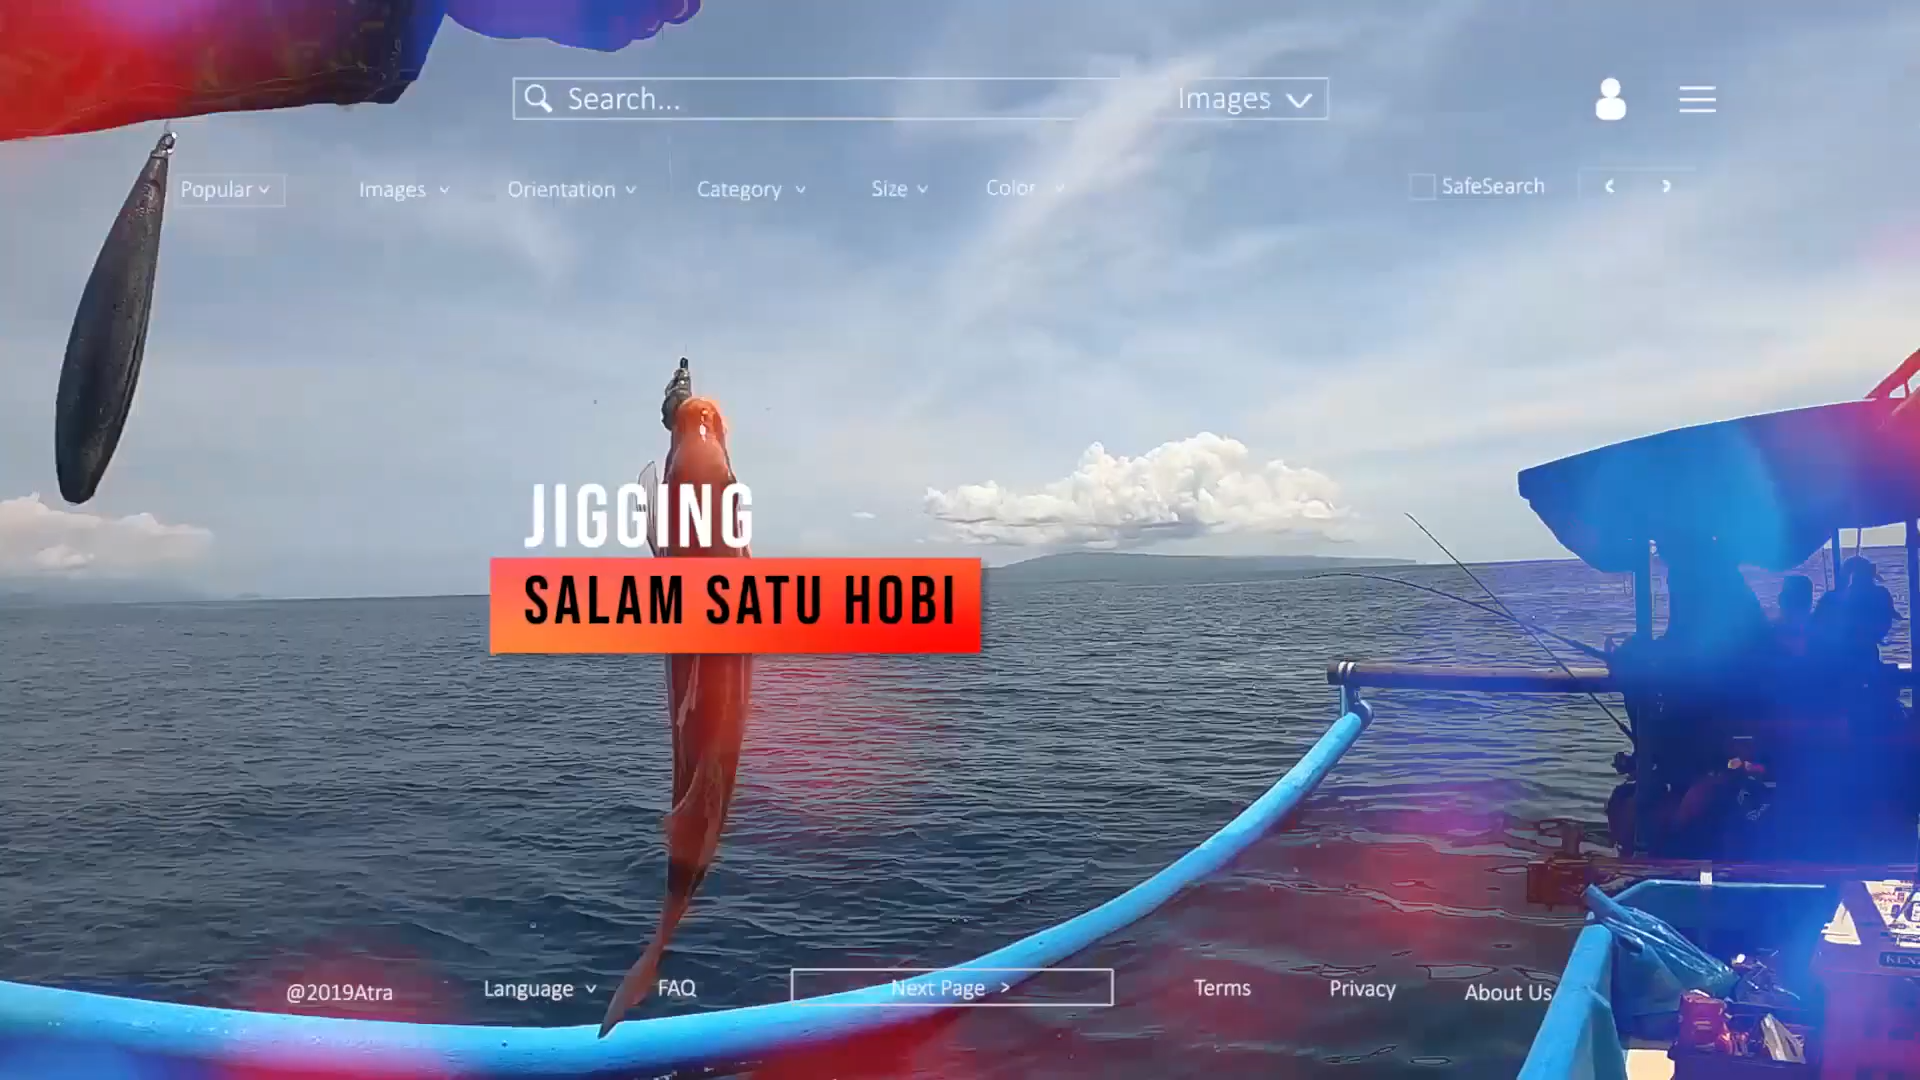 Search...
Images
Popular
Images
Orientation
Category
Size
Color
SafeSearch
JIGGING
SALAM SATU HOBI
@2019Atra
Language
FAQ
Next Page >
Terms
Privacy
About Us